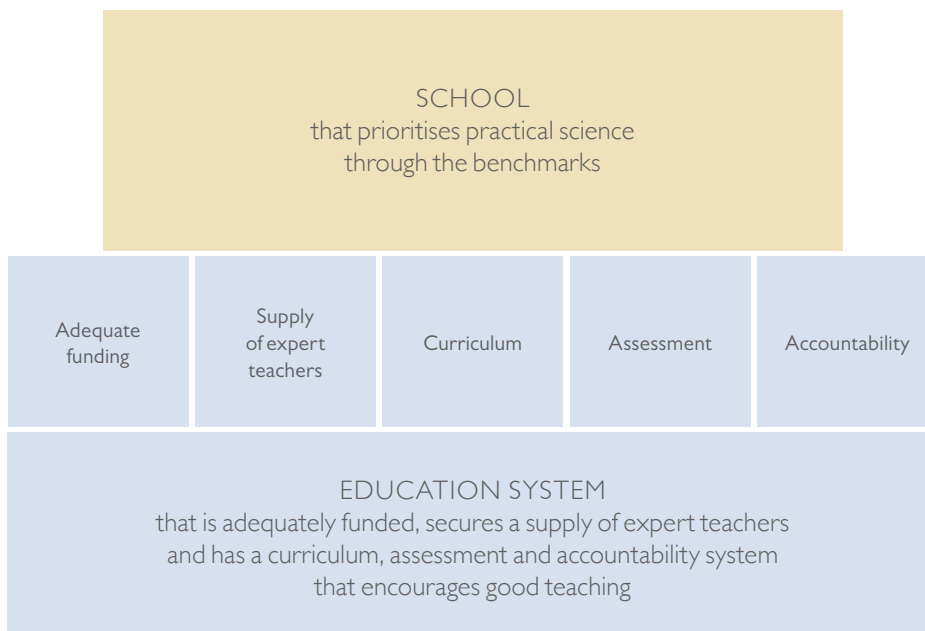 SCHOOL
that prioritises practical science
through the benchmarks
Adequate
funding
Supply
of expert
teachers
Curriculum
Assessment
Accountability
EDUCATION SYSTEM
that is adequately funded, secures a supply of expert teachers
and has a curriculum, assessment and accountability system
that encourages good teaching